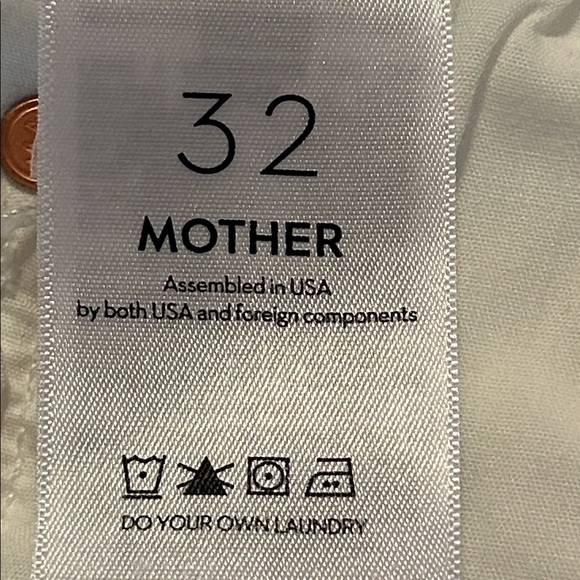 32
MOTHER
Assembled in USA
by both USA and foreign components
DO YOUR OWN LAUNDRY